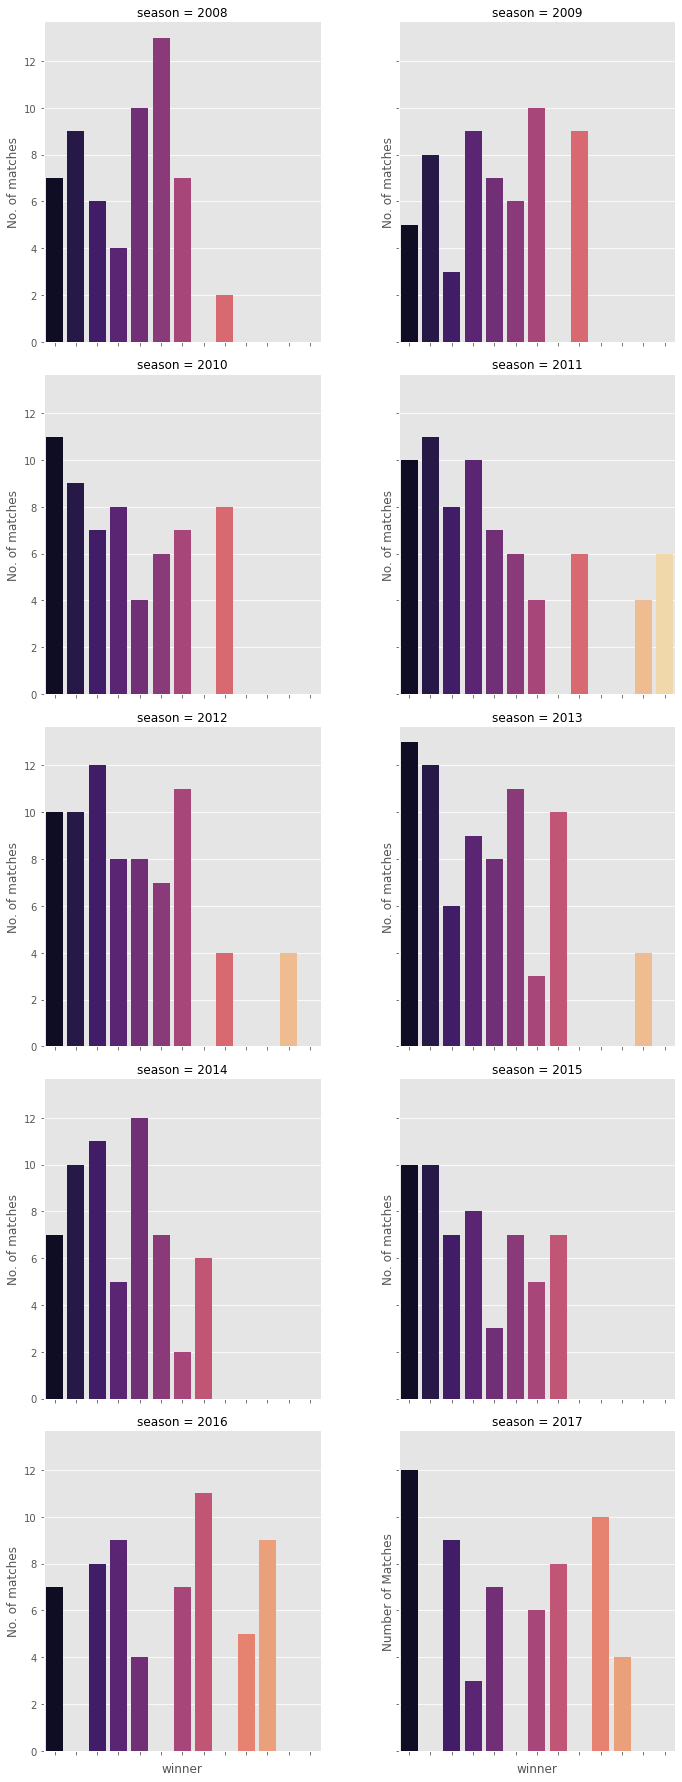 season = 2008
season = 2009
No. of matches
12
10
8
6
4
2
0
No. of matches
season = 2010
season = 2011
No. of matches
12
10
8
6
4
2
0
No. of matches
season = 2012
season = 2013
No. of matches
12
10
8
6
4
2
0
No. of matches
season = 2014
season = 2015
No. of matches
12
10
8
6
4
2
0
No. of matches
season = 2016
season = 2017
No. of matches
12
10
8
6
4
2
0
Number of Matches
winner
winner